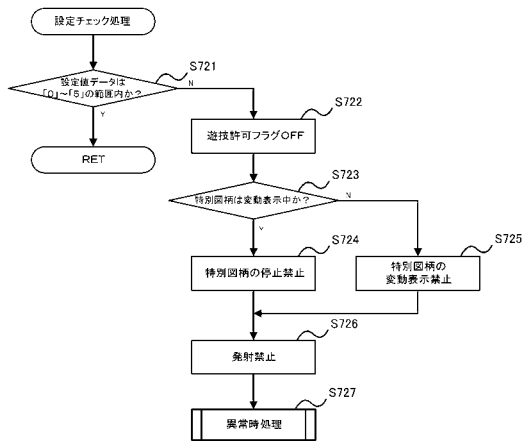 設定チェック処理
S721
設定値データは
「0」～「5」の範囲内か？
N
Y
S722
RET
遊技許可フラグOFF
S723
特別図柄は変動表示中か？
N
Y
S724
S725
特別図柄の停止禁止
特別図柄の
変動表示禁止
S726
発射禁止
S727
異常時処理